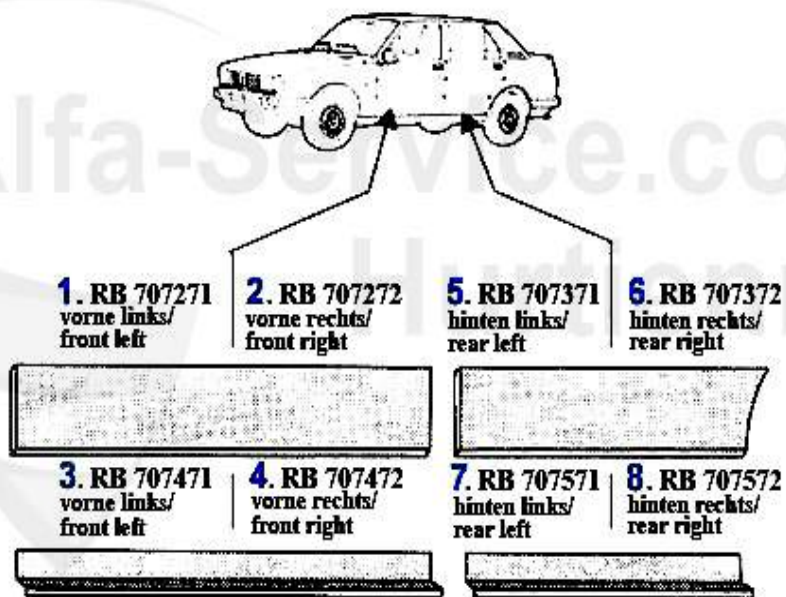 Alfa-Service.co
Hurtienn
1. RB 707271
vorne links/
front left
2. RB 707272
vorne rechts/
front right
5. RB 707371
hinten links/
rear left
6. RB 707372
hinten rechts/
rear right
3. RB 707471
vorne links/
front left
4. RB 707472
vorne rechts/
front right
7. RB 707571
hinten links/
rear left
8. RB 707572
hinten rechts/
rear right